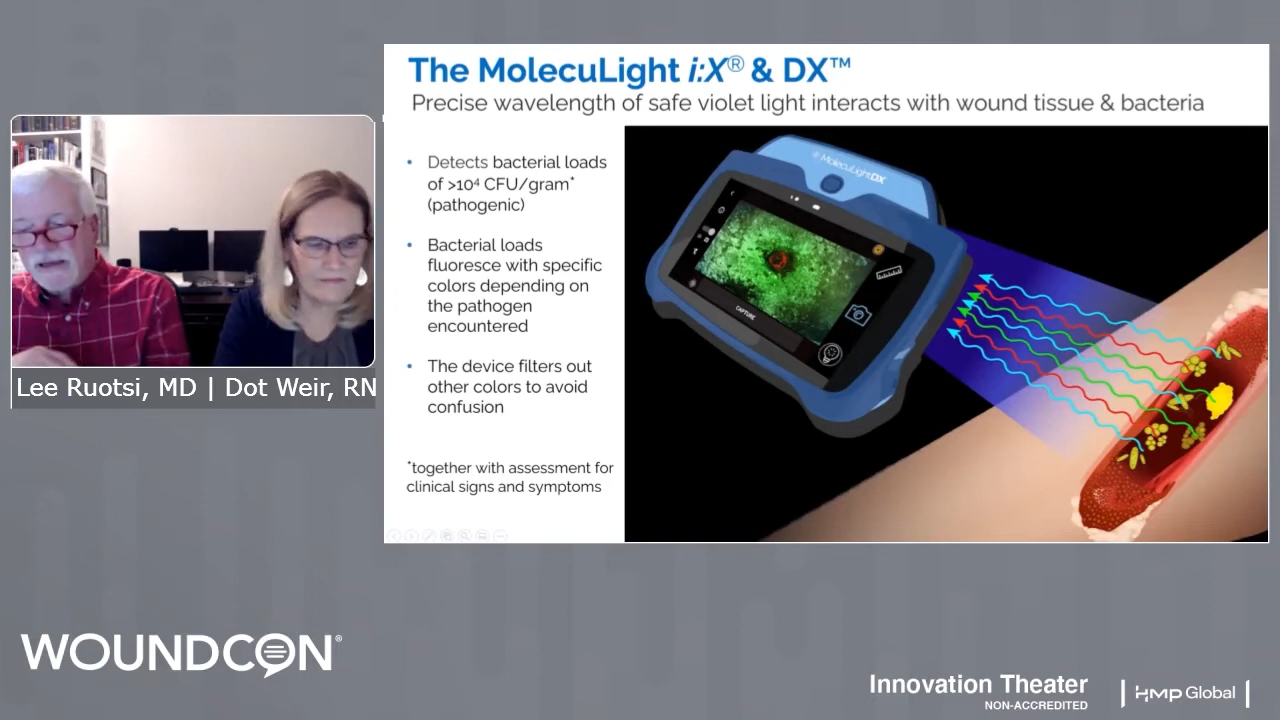 The MolecuLight i:X® & DX™
Precise wavelength of safe violet light interacts with wound tissue & bacteria
• Detects bacterial loads
of >10⁴ CFU/gram*
(pathogenic)
• Bacterial loads
fluoresce with specific
colors depending on
the pathogen
encountered
• The device filters out
other colors to avoid
confusion
*together with assessment for
clinical signs and symptoms
MolecuLightDX
CAPTURE
Lee Ruotsi, MD | Dot Weir, RN
WOUNDCON®
Innovation Theater
NON-ACCREDITED
HMP Global